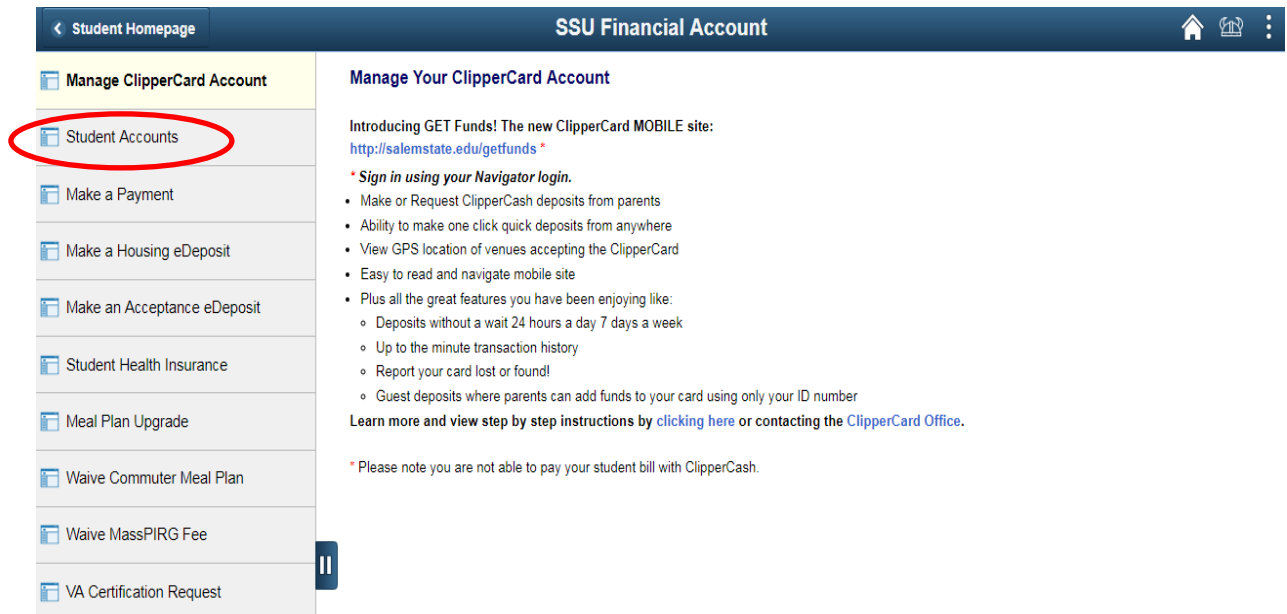 Student Homepage
SSU Financial Account
Manage ClipperCard Account
Student Accounts
Make a Payment
Make a Housing eDeposit
Make an Acceptance eDeposit
Student Health Insurance
Meal Plan Upgrade
Waive Commuter Meal Plan
Waive MassPIRG Fee
VA Certification Request
Manage Your ClipperCard Account
Introducing GET Funds! The new ClipperCard MOBILE site:
http://salemstate.edu/getfunds *
* Sign in using your Navigator login.
• Make or Request ClipperCash deposits from parents
• Ability to make one click quick deposits from anywhere
• View GPS location of venues accepting the ClipperCard
• Easy to read and navigate mobile site
• Plus all the great features you have been enjoying like:
◦ Deposits without a wait 24 hours a day 7 days a week
◦ Up to the minute transaction history
◦ Report your card lost or found!
◦ Guest deposits where parents can add funds to your card using only your ID number
Learn more and view step by step instructions by clicking here or contacting the ClipperCard Office.
* Please note you are not able to pay your student bill with ClipperCash.